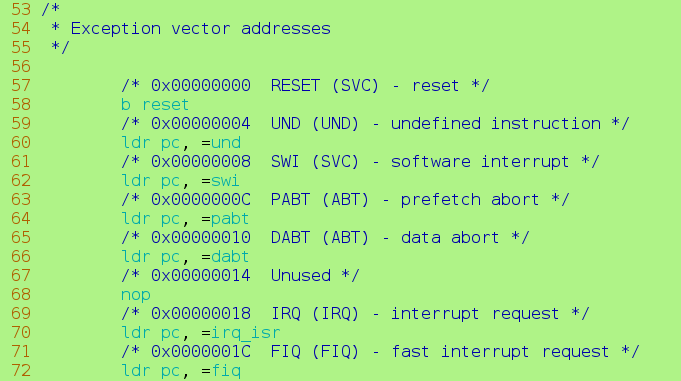 53 /*
54  * Exception vector addresses
55  */
56
57         /* 0x00000000  RESET (SVC) - reset */
58         b reset
59         /* 0x00000004  UND (UND) - undefined instruction */
60         ldr pc, =und
61         /* 0x00000008  SWI (SVC) - software interrupt */
62         ldr pc, =swi
63         /* 0x0000000C  PABT (ABT) - prefetch abort */
64         ldr pc, =pabt
65         /* 0x00000010  DABT (ABT) - data abort */
66         ldr pc, =dabt
67         /* 0x00000014  Unused */
68         nop
69         /* 0x00000018  IRQ (IRQ) - interrupt request */
70         ldr pc, =irq_isr
71         /* 0x0000001C  FIQ (FIQ) - fast interrupt request */
72         ldr pc, =fiq